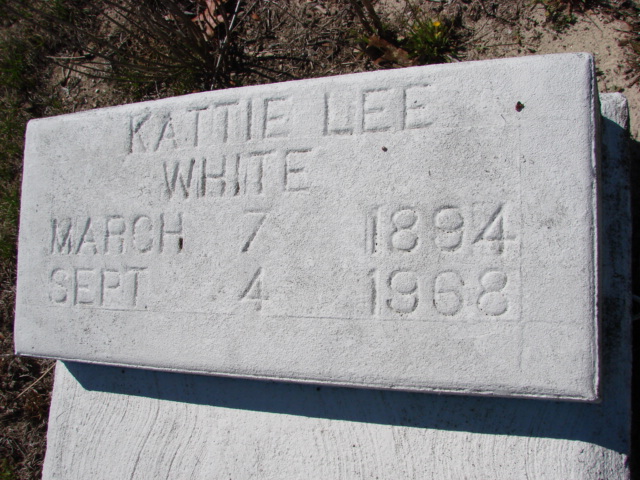 KATTIE LEE
WHITE
MARCH 7 1894
SEPT 4 1968